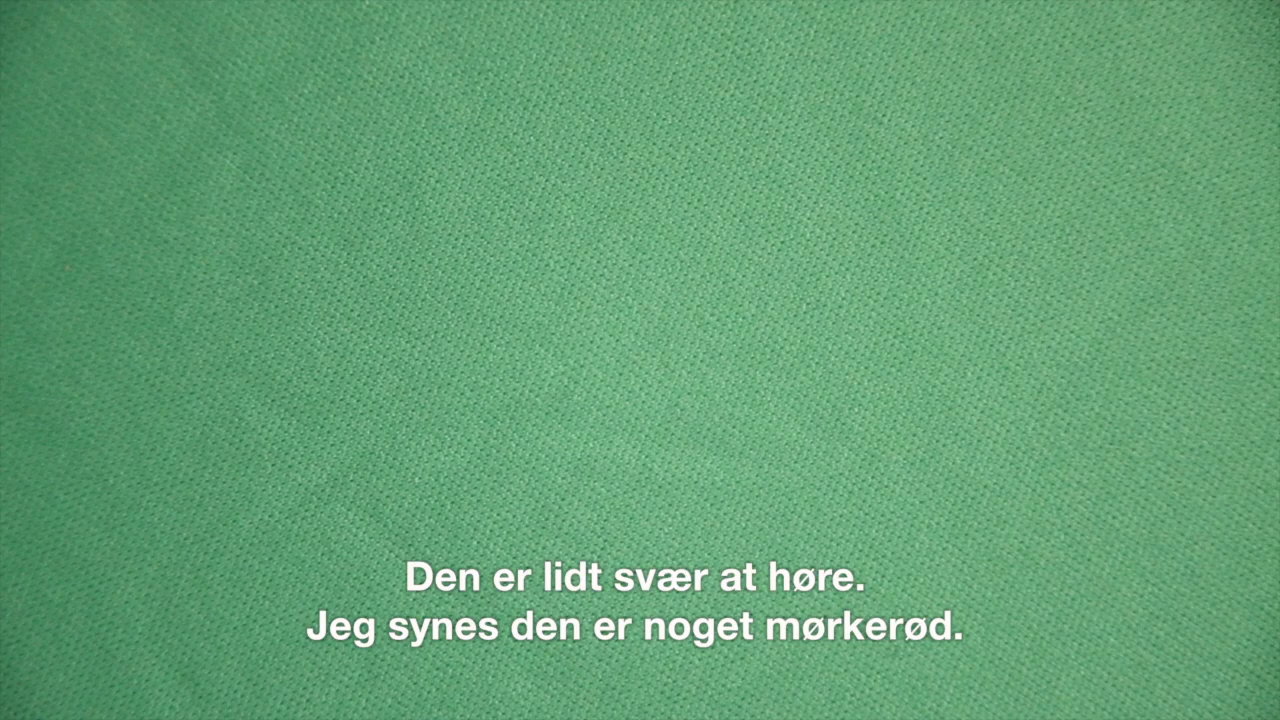 Den er lidt svær at høre.
Jeg synes den er noget mørkerød.